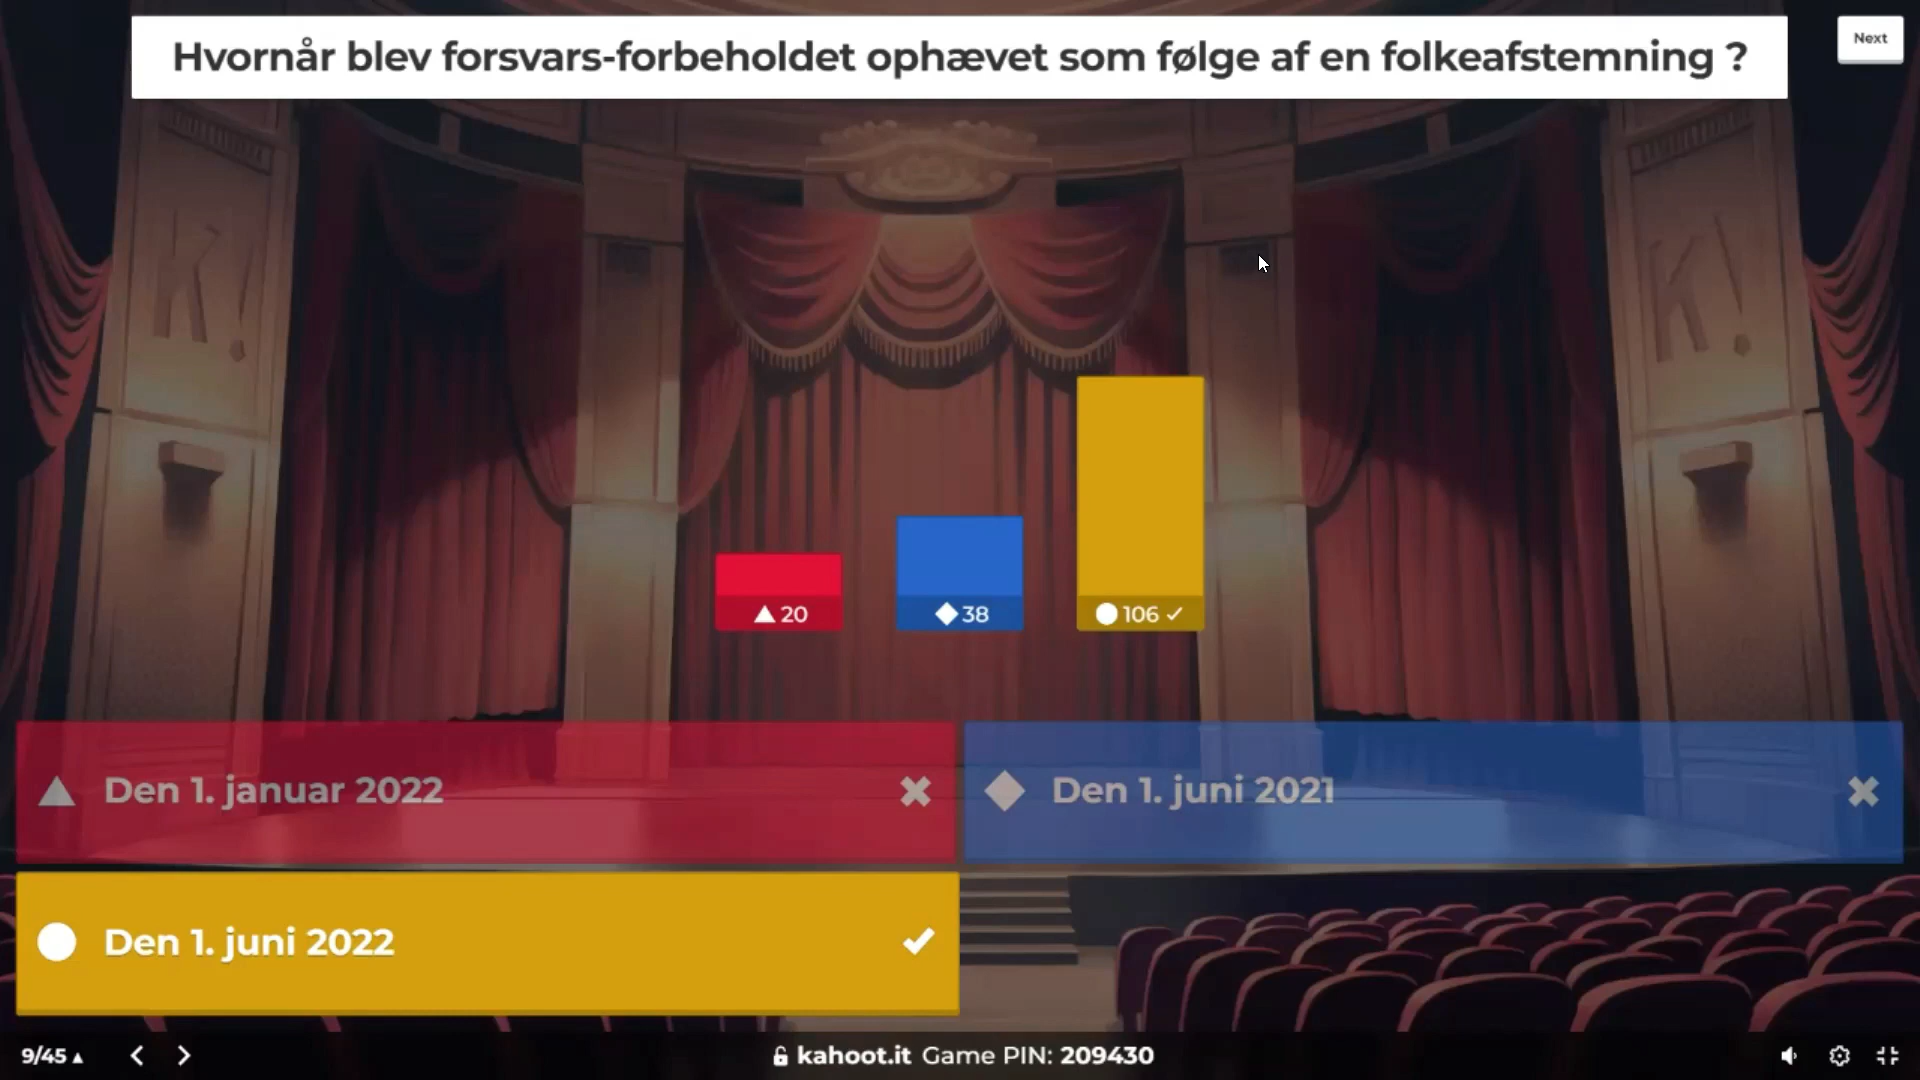 Hvornår blev forsvars-forbeholdet ophævet som følge af en folkeafstemning ?
Next
K!
K!
20
38
106
Den 1. januar 2022
Den 1. juni 2021
Den 1. juni 2022
9/45
kahoot.it Game PIN: 209430